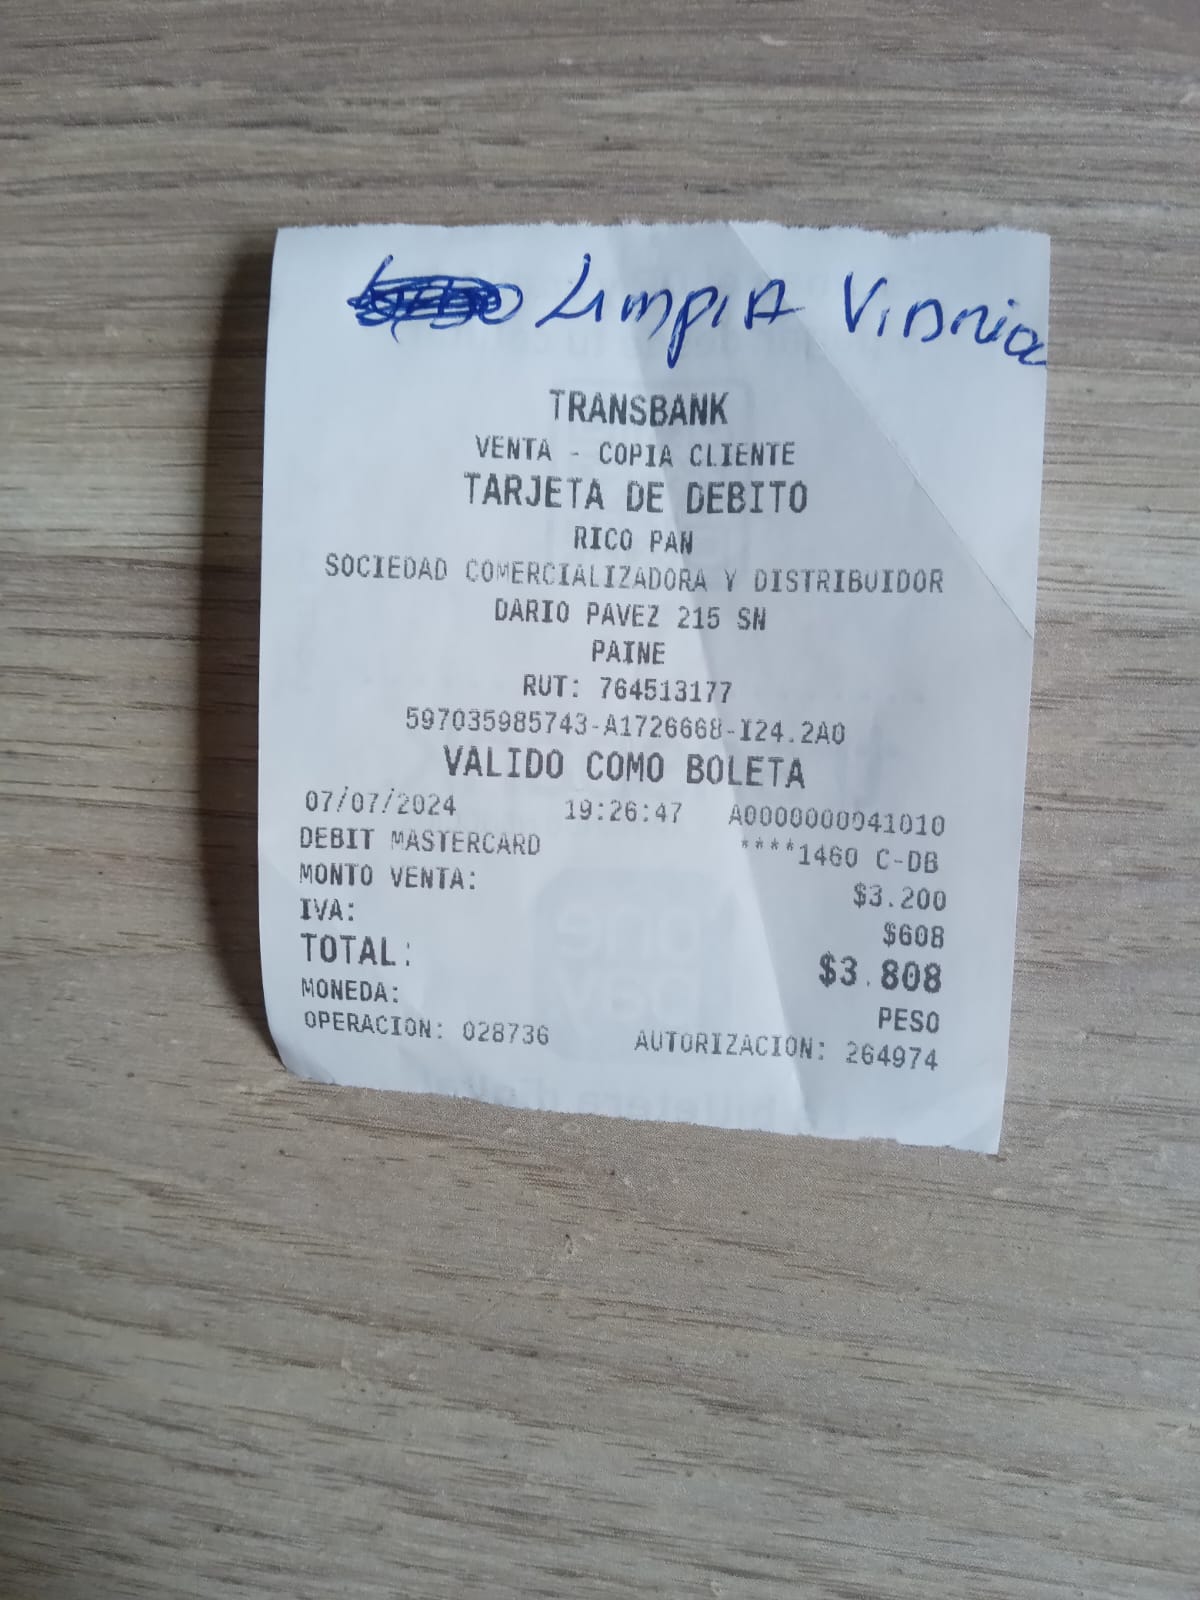 Limpia Vidrio
TRANSBANK
VENTA - COPIA CLIENTE
TARJETA DE DEBITO
RICO PAN
SOCIEDAD COMERCIALIZADORA Y DISTRIBUIDOR
DARIO PAVEZ 215 SN
PAINE
RUT: 764513177
597035985743-A1726668-I24.2A0
VALIDO COMO BOLETA
07/07/2024 19:26:47 A0000000041010
DEBIT MASTERCARD ****1460 C-DB
MONTO VENTA: $3.200
IVA: $608
TOTAL: $3.808
MONEDA: PESO
OPERACION: 028736 AUTORIZACION: 264974